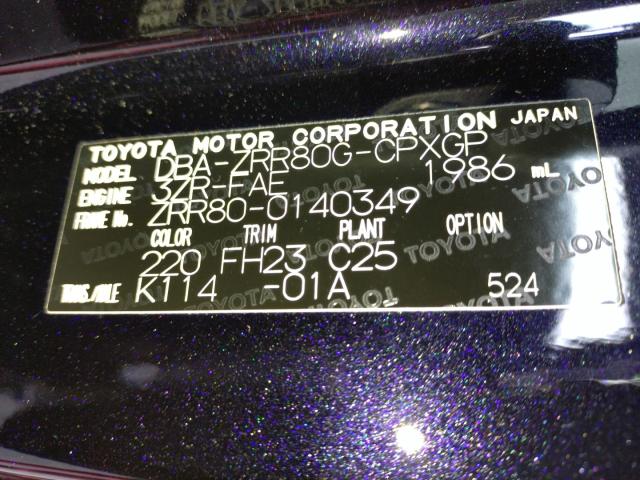 TOYOTA MOTOR CORPORATION JAPAN
MODEL DBA-ZRR80G-CPXGP
ENGINE 3ZR-FAE 1986 mL
FRAME No. ZRR80-0140349
COLOR TRIM PLANT OPTION
220 FH23 C25
TRANS./AXLE K114 -01A 524